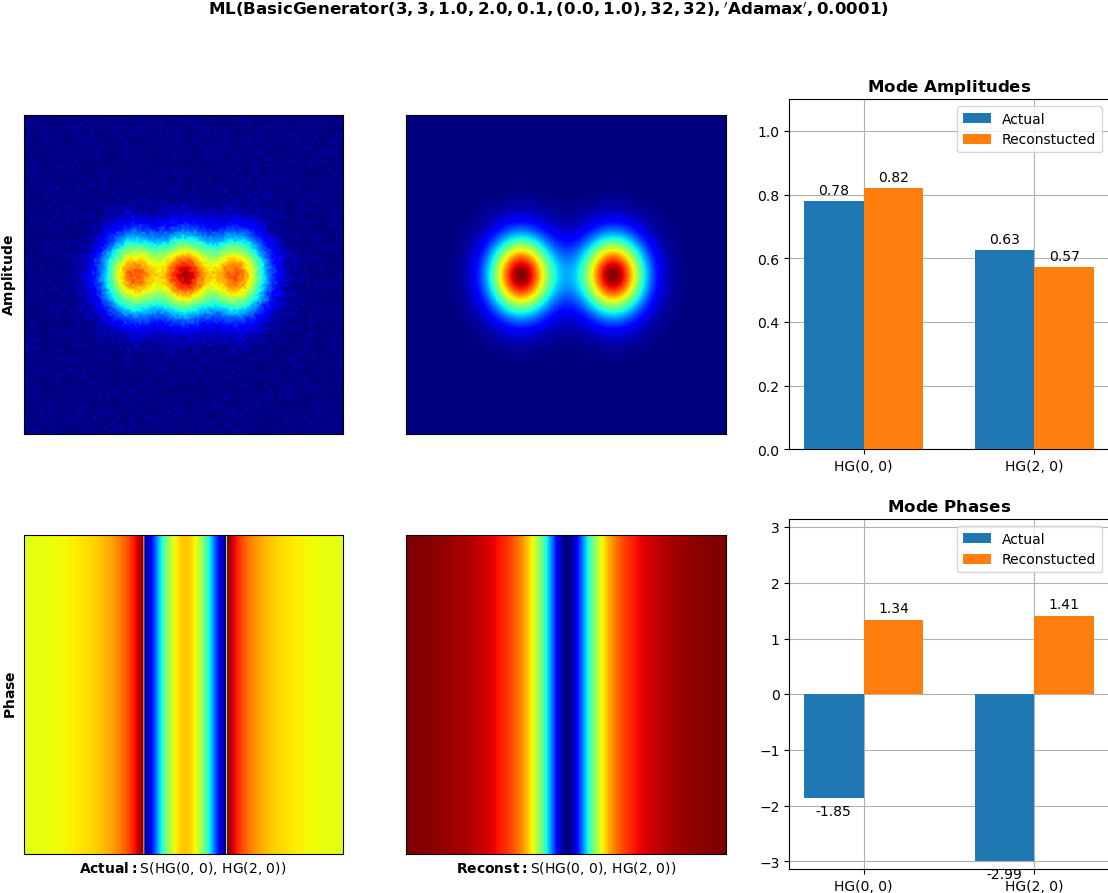 ML(BasicGenerator(3, 3, 1.0, 2.0, 0.1, (0.0, 1.0), 32, 32), ′Adamax′, 0.0001)
Amplitude
Mode Amplitudes
Actual
Reconstucted
1.0
0.8
0.6
0.4
0.2
0.0
0.78
0.82
0.63
0.57
HG(0, 0)
HG(2, 0)
Phase
Actual: S(HG(0, 0), HG(2, 0))
Reconst: S(HG(0, 0), HG(2, 0))
Mode Phases
Actual
Reconstucted
3
2
1
0
−1
−2
−3
-1.85
1.34
-2.99
1.41
HG(0, 0)
HG(2, 0)